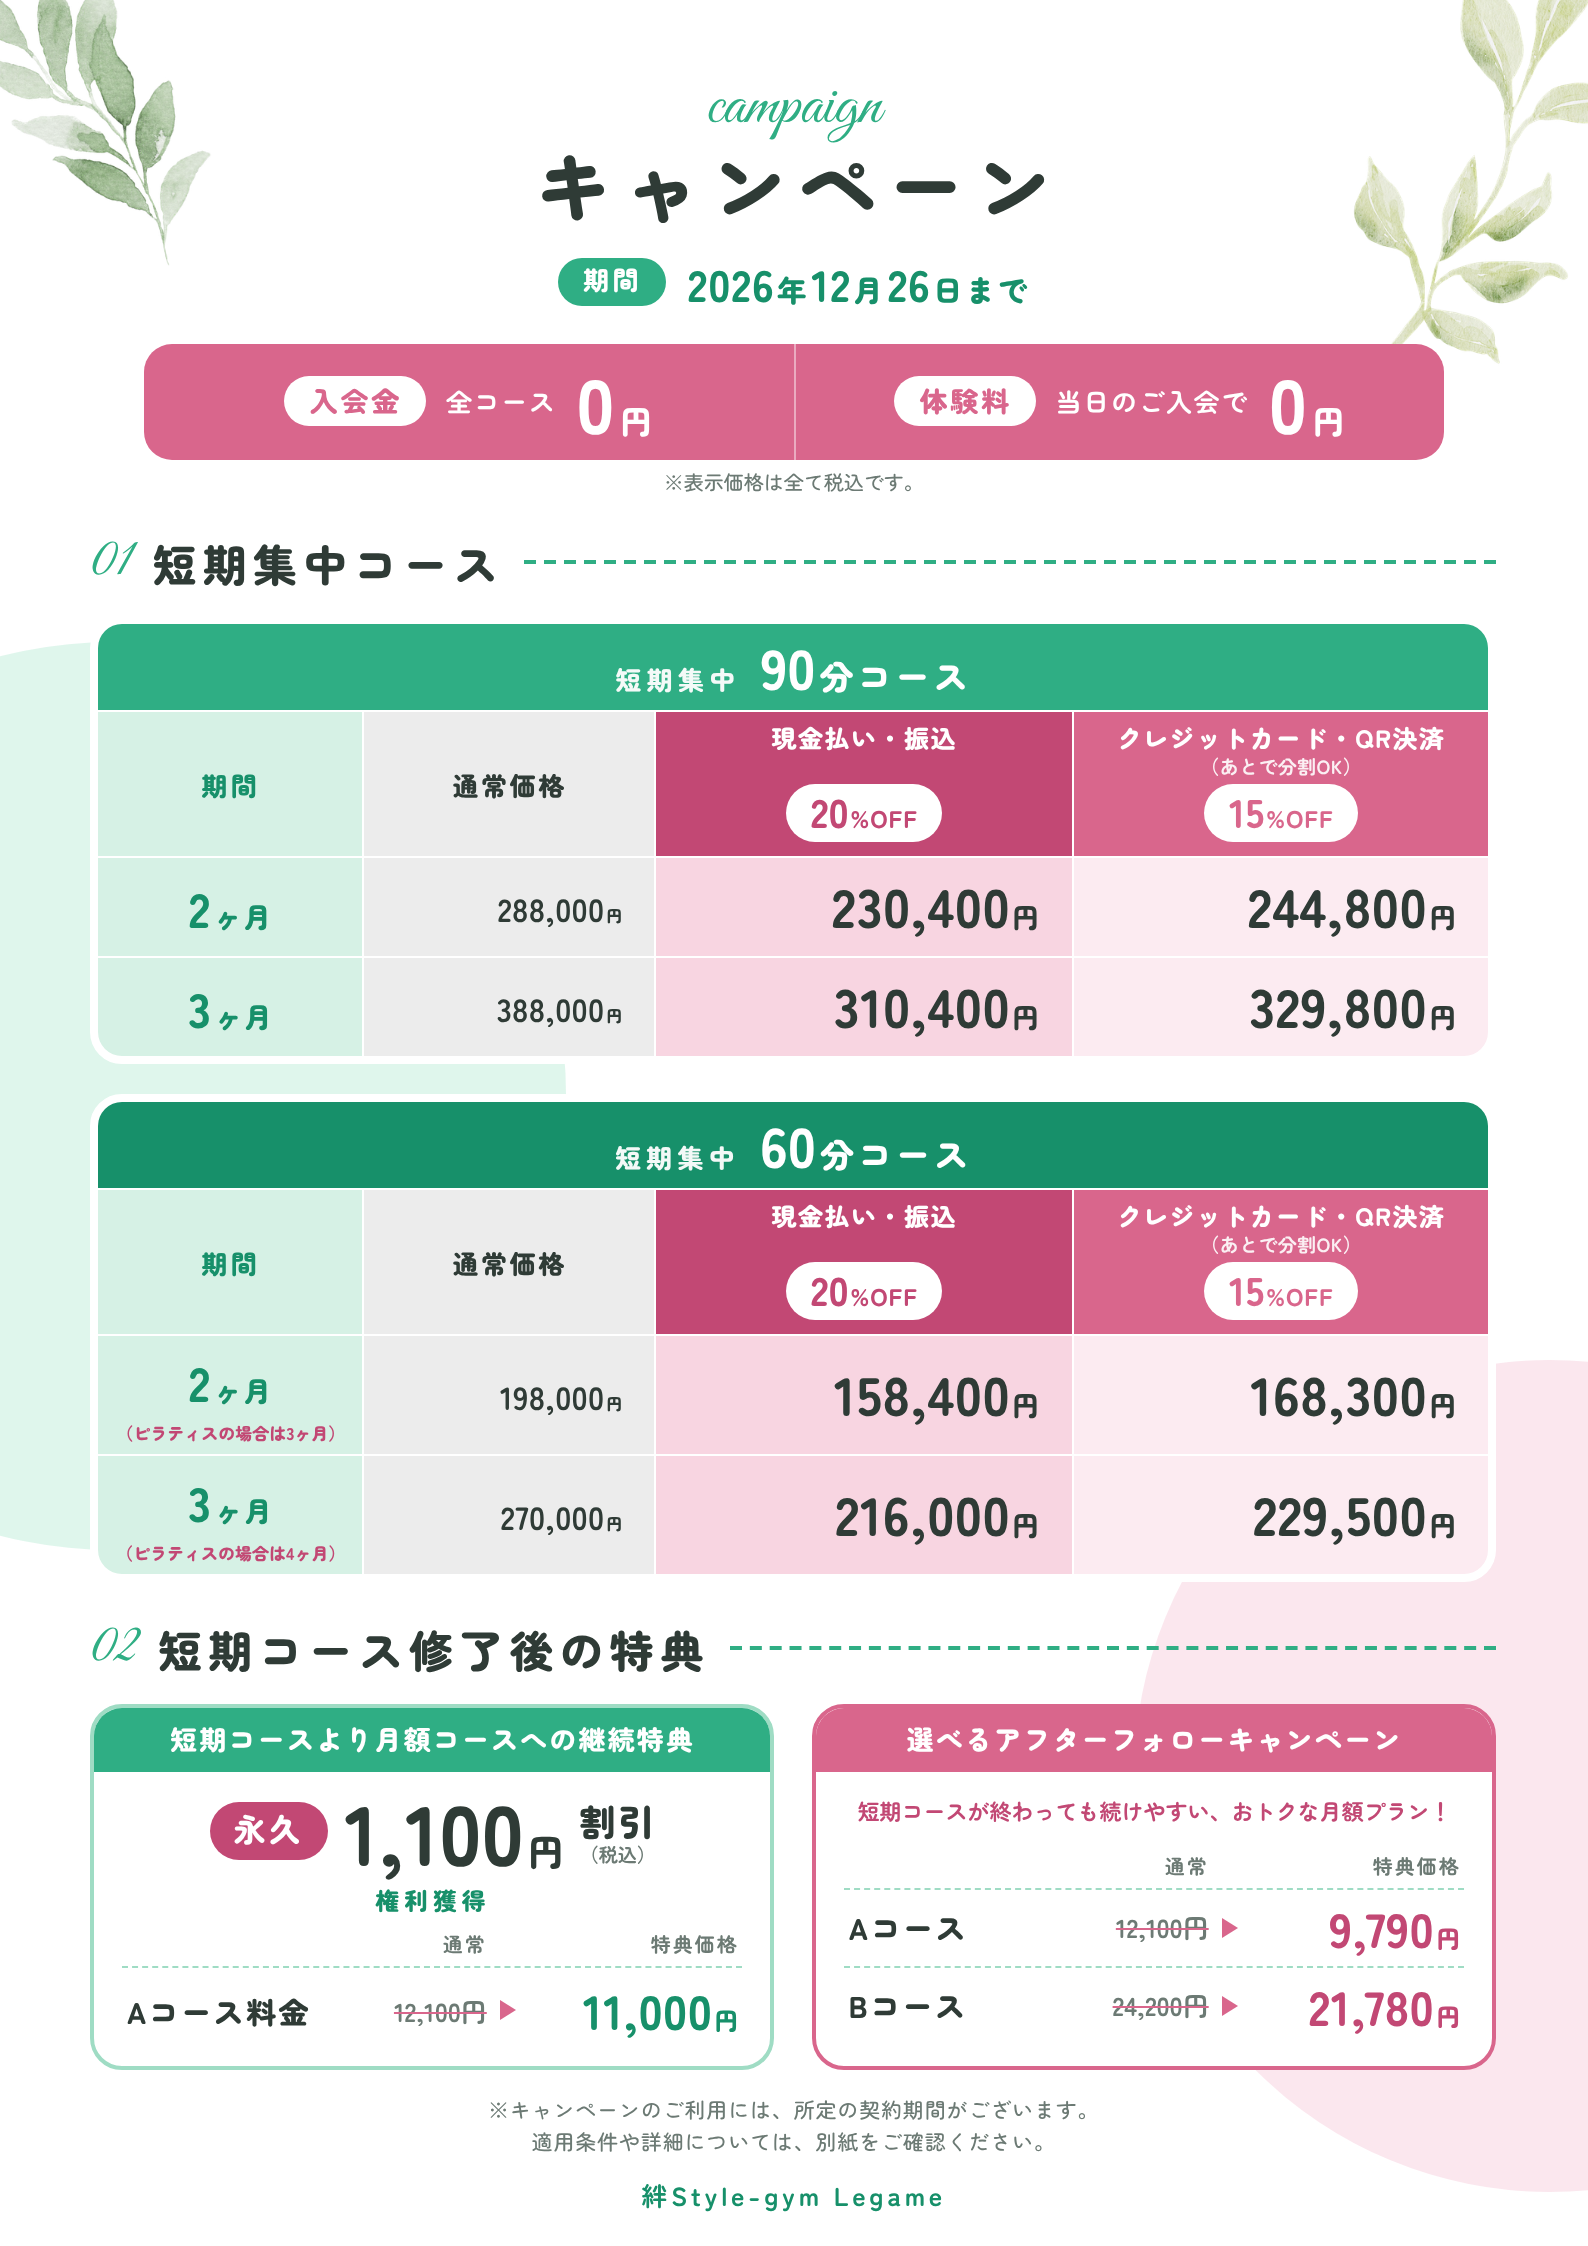 campaign
キャンペーン
期間 2026年12月26日まで
入会金 全コース 0円 体験料 当日のご入会で 0円
※表示価格は全て税込です。
01 短期集中コース
短期集中 90分コース
期間 通常価格 現金払い・振込 20%OFF クレジットカード・QR決済 (あとで分割OK) 15%OFF
2ヶ月 288,000円 230,400円 244,800円
3ヶ月 388,000円 310,400円 329,800円
短期集中 60分コース
期間 通常価格 現金払い・振込 20%OFF クレジットカード・QR決済 (あとで分割OK) 15%OFF
2ヶ月 198,000円 158,400円 168,300円
(ピラティスの場合は3ヶ月)
3ヶ月 270,000円 216,000円 229,500円
(ピラティスの場合は4ヶ月)
02 短期コース修了後の特典
短期コースより月額コースへの継続特典
永久 1,100円 割引
(税込)
権利獲得
通常 特典価格
Aコース料金 12,100円 ▶ 11,000円
選べるアフターフォローキャンペーン
短期コースが終わっても続けやすい、おトクな月額プラン！
通常 特典価格
Aコース 12,100円 ▶ 9,790円
Bコース 24,200円 ▶ 21,780円
※キャンペーンのご利用には、所定の契約期間がございます。
適用条件や詳細については、別紙をご確認ください。
絆Style-gym Legame